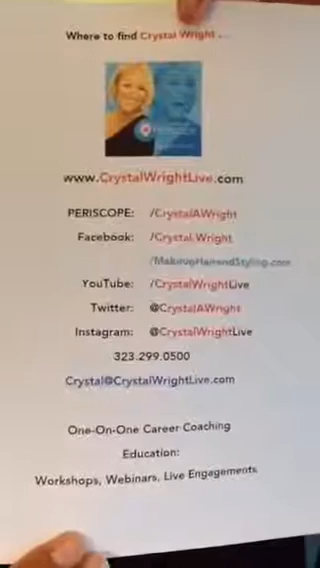 Where to find Crystal Wright ...
www.CrystalWrightLive.com
PERISCOPE: /CrystalAWright
Facebook: /Crystal.Wright
/MakeupHairandStyling.com
YouTube: /CrystalWrightLive
Twitter: @CrystalAWright
Instagram: @CrystalWrightLive
323.299.0500
Crystal@CrystalWrightLive.com
One-On-One Career Coaching
Education:
Workshops, Webinars, Live Engagements